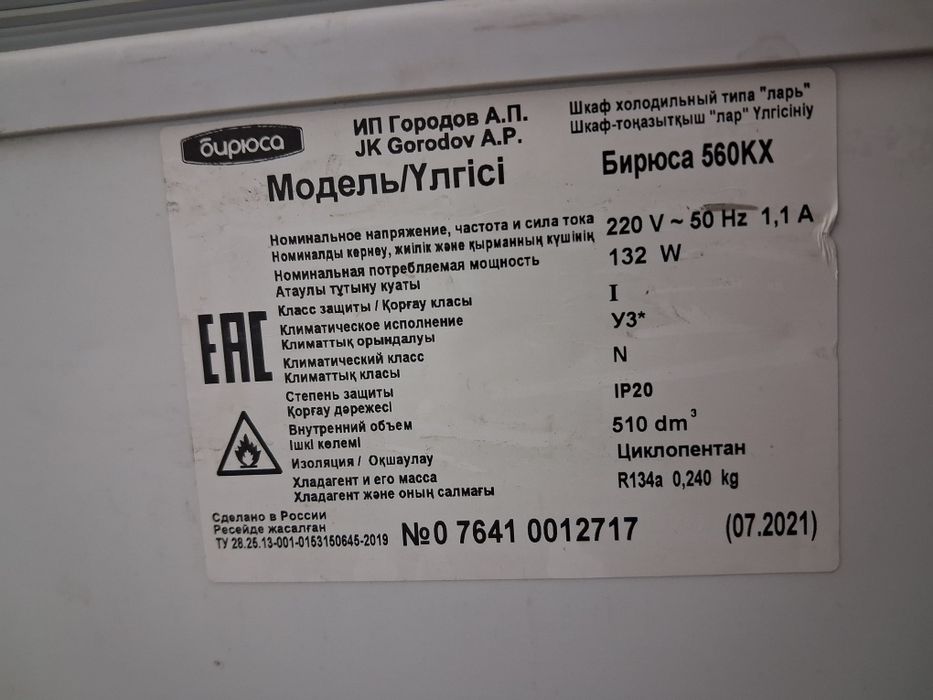 бирюса
ИП Городов А.П.
JK Gorodov A.P.
Шкаф холодильный типа "ларь"
Шкаф-тоңазытқыш "лар" Үлгісініу
Модель/Үлгісі
Бирюса 560КХ
Номинальное напряжение, частота и сила тока
Номиналды көрнеу, жиілік және қырманның күшінің
220 V ~ 50 Hz 1,1 A
Номинальная потребляемая мощность
Атаулы тұтыну куаты
132 W
Класс защиты / Қорғау класы
I
Климатическое исполнение
Климаттық орындалуы
У3*
Климатический класс
Климаттық класы
N
Степень защиты
Қорғау дәрежесі
IP20
Внутренний объем
Ішкі көлемі
510 dm³
Изоляция / Оқшаулау
Циклопентан
Хладагент и его масса
Хладагент және оның салмағы
R134a 0,240 kg
EAC
Сделано в России
Ресейде жасалған
ТУ 28.25.13-001-0153150645-2019
№0 7641 0012717
(07.2021)